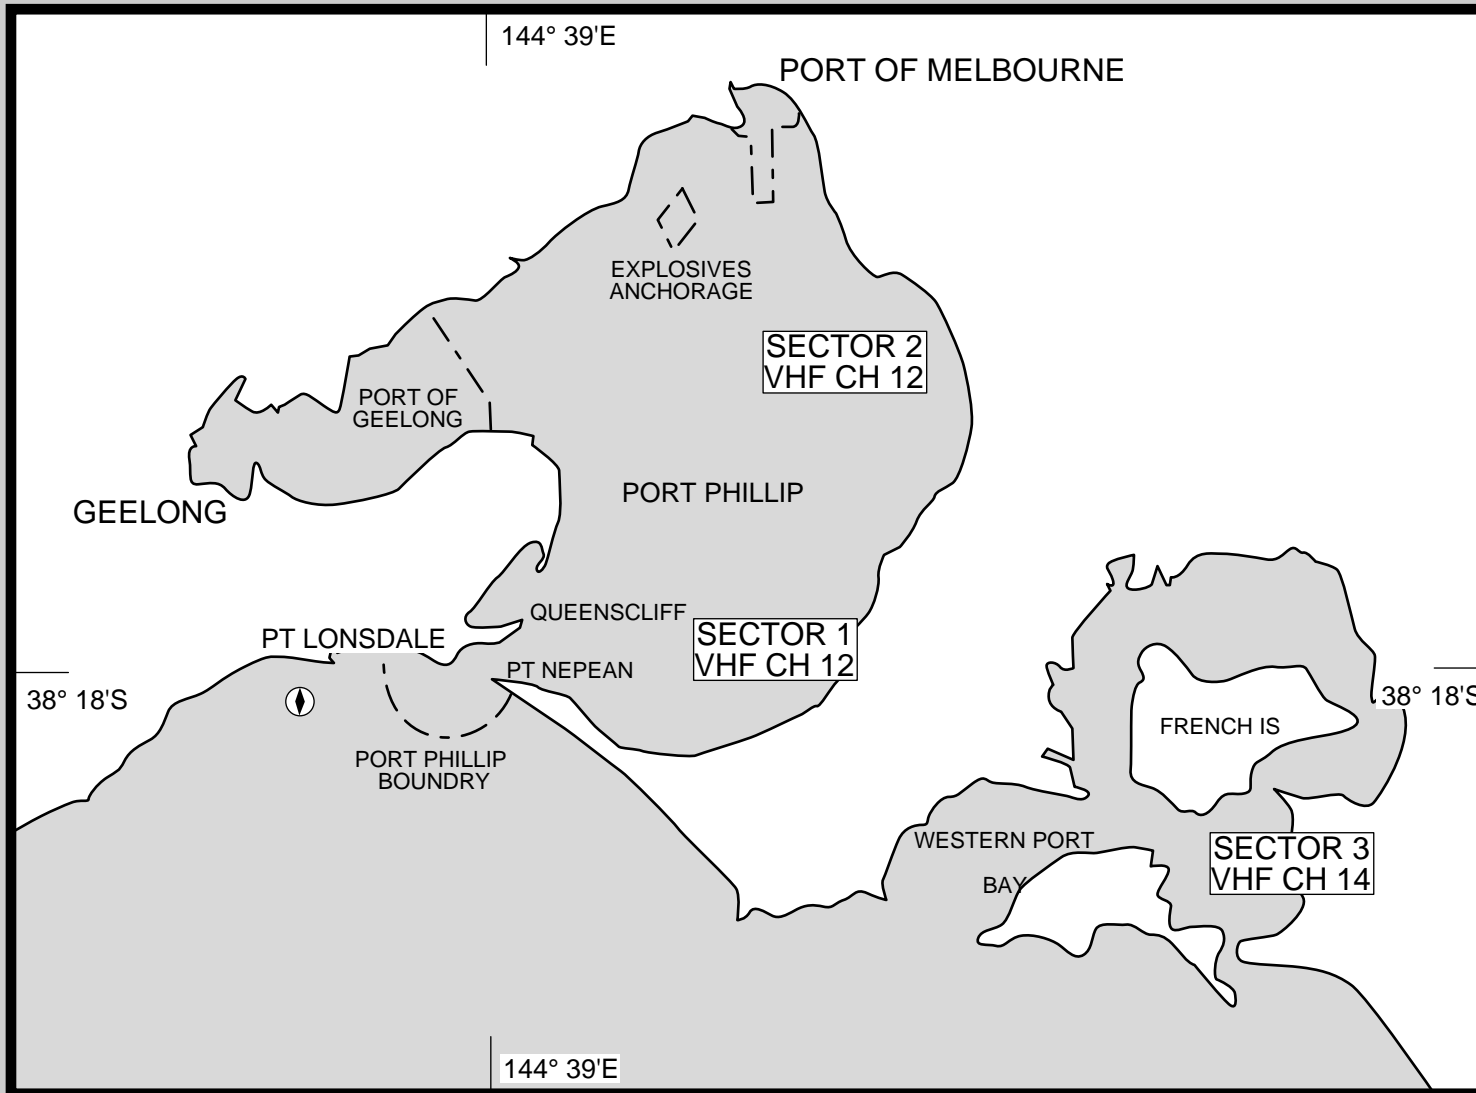 144° 39'E
PORT OF MELBOURNE
EXPLOSIVES
ANCHORAGE
SECTOR 2
VHF CH 12
PORT OF
GEELONG
PORT PHILLIP
GEELONG
QUEENSCLIFF
PT LONSDALE
SECTOR 1
VHF CH 12
PT NEPEAN
38° 18'S
38° 18'S
FRENCH IS
PORT PHILLIP
BOUNDRY
WESTERN PORT
BAY
SECTOR 3
VHF CH 14
144° 39'E